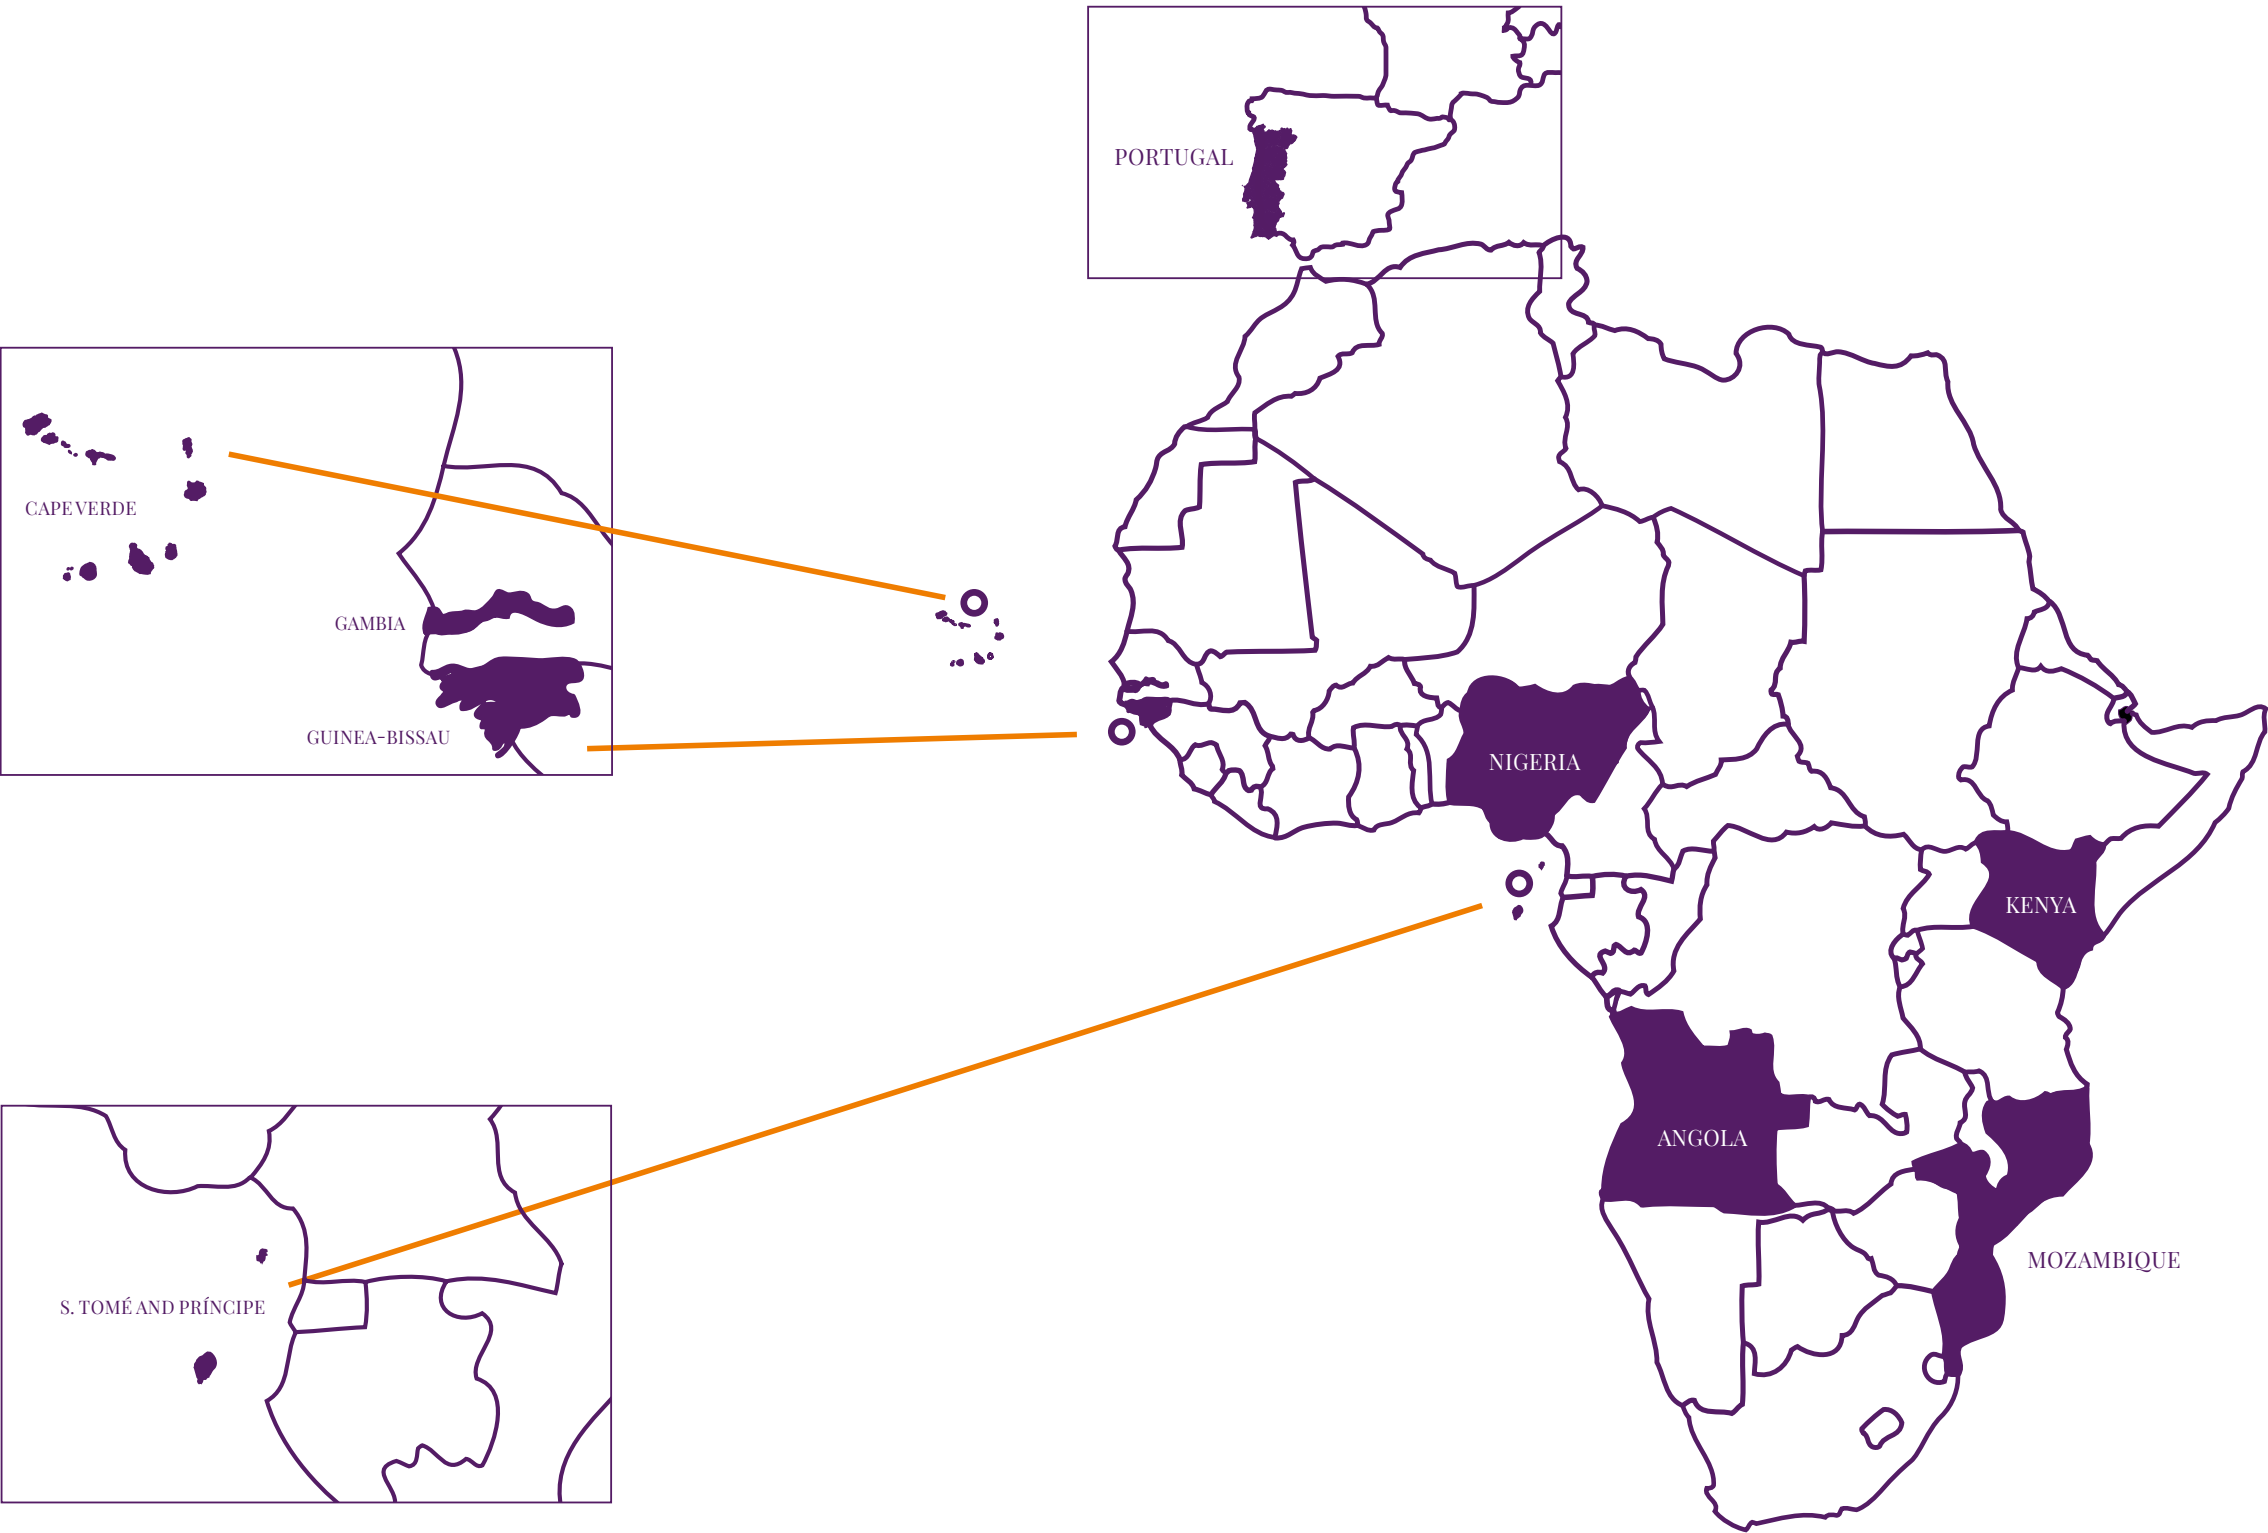 PORTUGAL
CAPE VERDE
GAMBIA
GUINEA-BISSAU
NIGERIA
KENYA
ANGOLA
MOZAMBIQUE
S. TOMÉ AND PRÍNCIPE